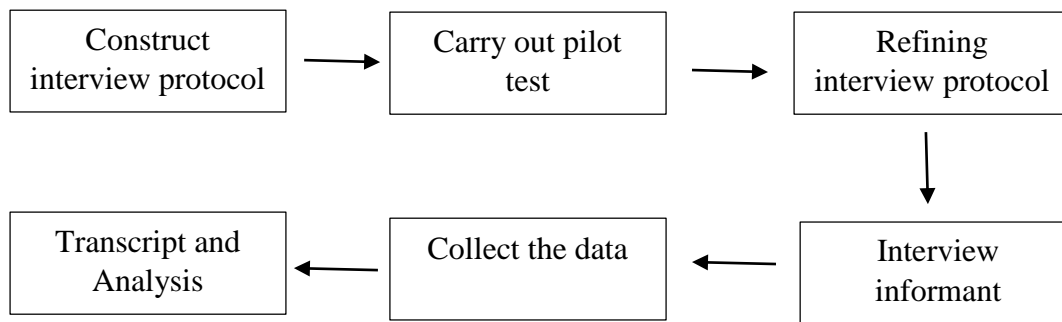 Construct
interview protocol
Carry out pilot
test
Refining
interview protocol
Interview
informant
Collect the data
Transcript and
Analysis